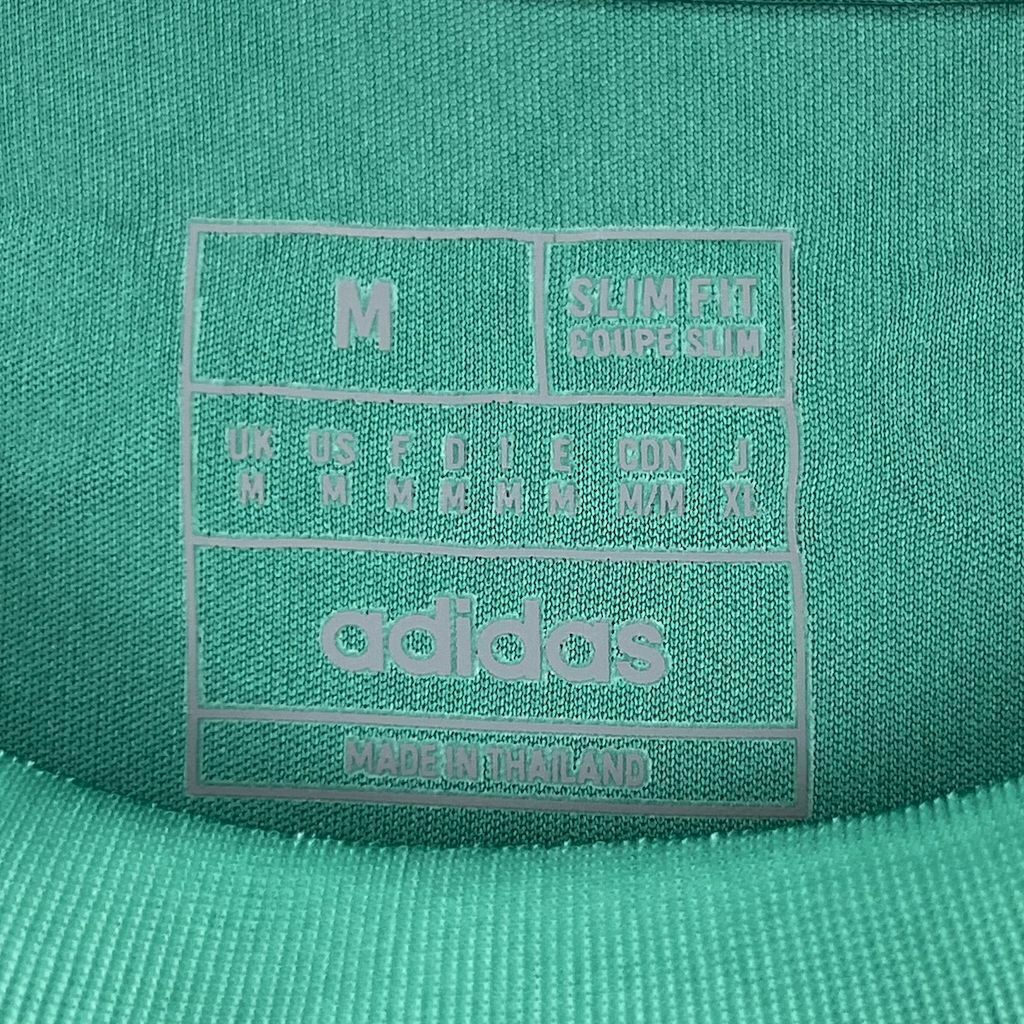 M
SLIM FIT
COUPE SLIM
UK US F D I E CDN J
M M M M M M M/M XL
adidas
MADE IN THAILAND